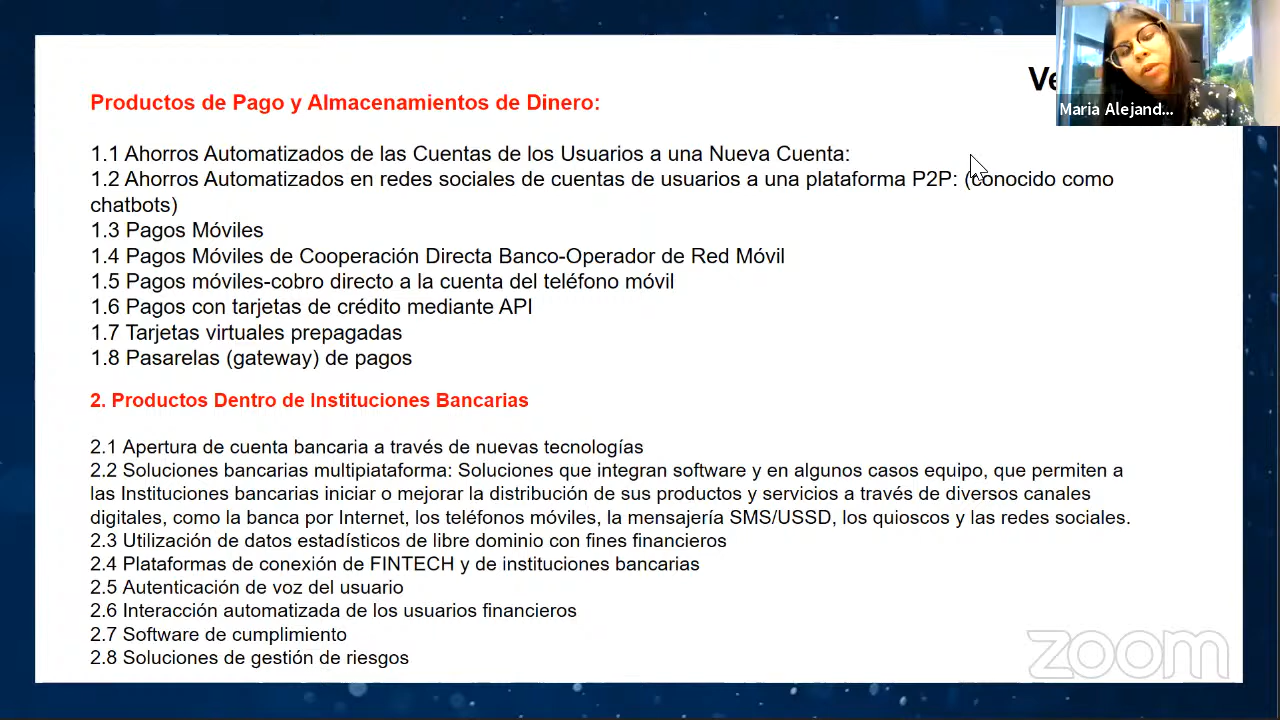 Ve
Maria Alejand...
Productos de Pago y Almacenamientos de Dinero:
1.1 Ahorros Automatizados de las Cuentas de los Usuarios a una Nueva Cuenta:
1.2 Ahorros Automatizados en redes sociales de cuentas de usuarios a una plataforma P2P: (conocido como
chatbots)
1.3 Pagos Móviles
1.4 Pagos Móviles de Cooperación Directa Banco-Operador de Red Móvil
1.5 Pagos móviles-cobro directo a la cuenta del teléfono móvil
1.6 Pagos con tarjetas de crédito mediante API
1.7 Tarjetas virtuales prepagadas
1.8 Pasarelas (gateway) de pagos
2. Productos Dentro de Instituciones Bancarias
2.1 Apertura de cuenta bancaria a través de nuevas tecnologías
2.2 Soluciones bancarias multipiataforma: Soluciones que integran software y en algunos casos equipo, que permiten a
las Instituciones bancarias iniciar o mejorar la distribución de sus productos y servicios a través de diversos canales
digitales, como la banca por Internet, los teléfonos móviles, la mensajería SMS/USSD, los quioscos y las redes sociales.
2.3 Utilización de datos estadísticos de libre dominio con fines financieros
2.4 Plataformas de conexión de FINTECH y de instituciones bancarias
2.5 Autenticación de voz del usuario
2.6 Interacción automatizada de los usuarios financieros
2.7 Software de cumplimiento
2.8 Soluciones de gestión de riesgos
zoom